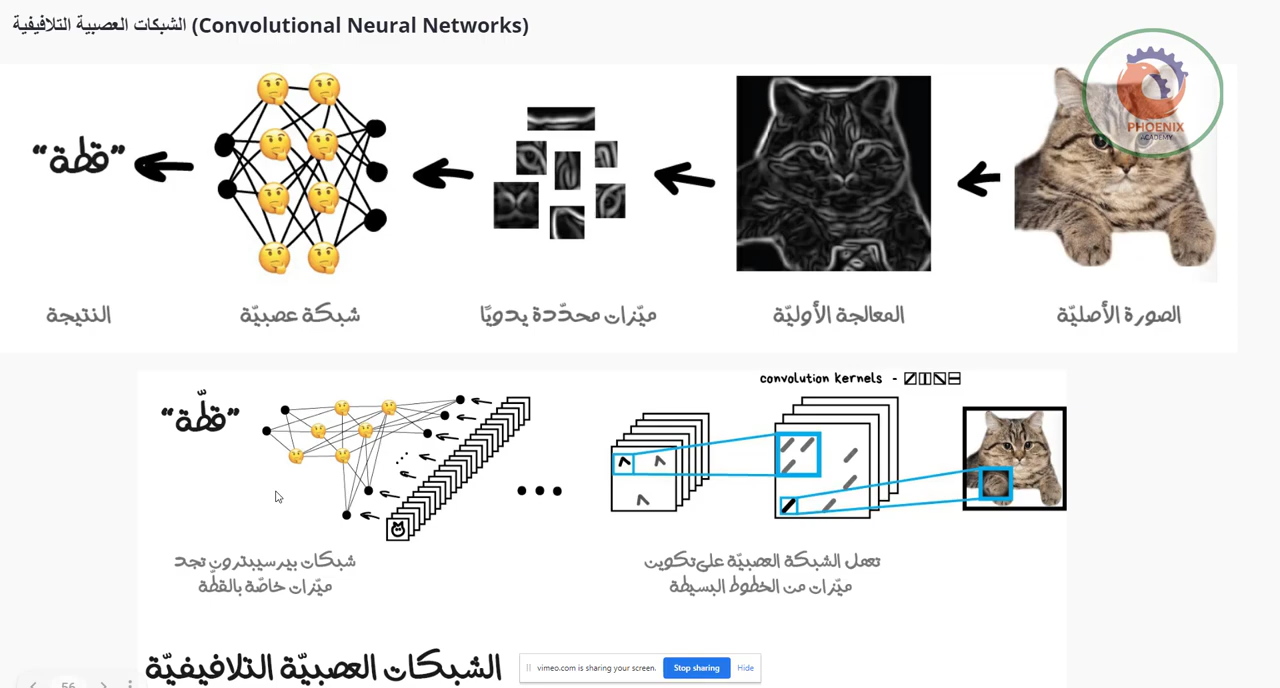 الشبكات العصبية التلافيفية (Convolutional Neural Networks)
PHOENIX
ACADEMY
“قطة”
الصورة الأصليّة
المعالجة الأوليّة
ميّزات محدّدة يدويًا
شبكة عصبيّة
النتيجة
convolution kernels -
“قطّة”
تعمل الشبكة العصبيّة على تكوين
ميّزات من الخطوط البسيطة
شبكات بيرسيبترون تجد
ميّزات خاصّة بالقطّة
الشبكات العصبيّة التلافيفيّة
vimeo.com is sharing your screen.
Stop sharing
Hide
56